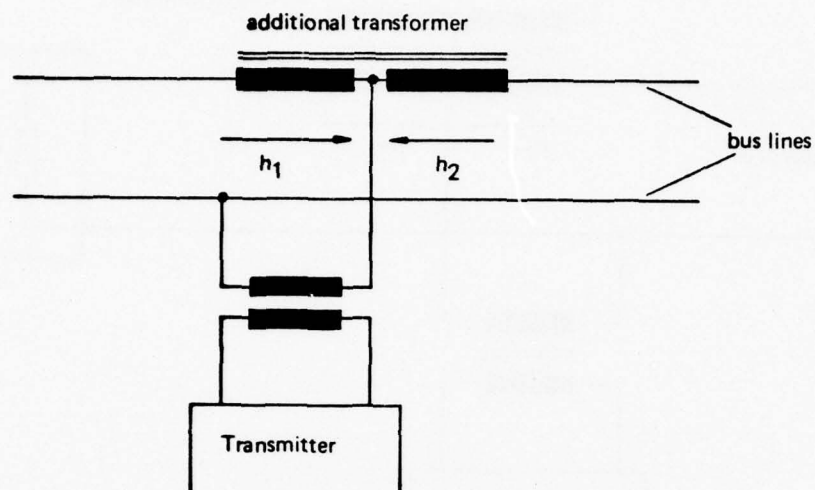 additional transformer
h1
h2
bus lines
Transmitter